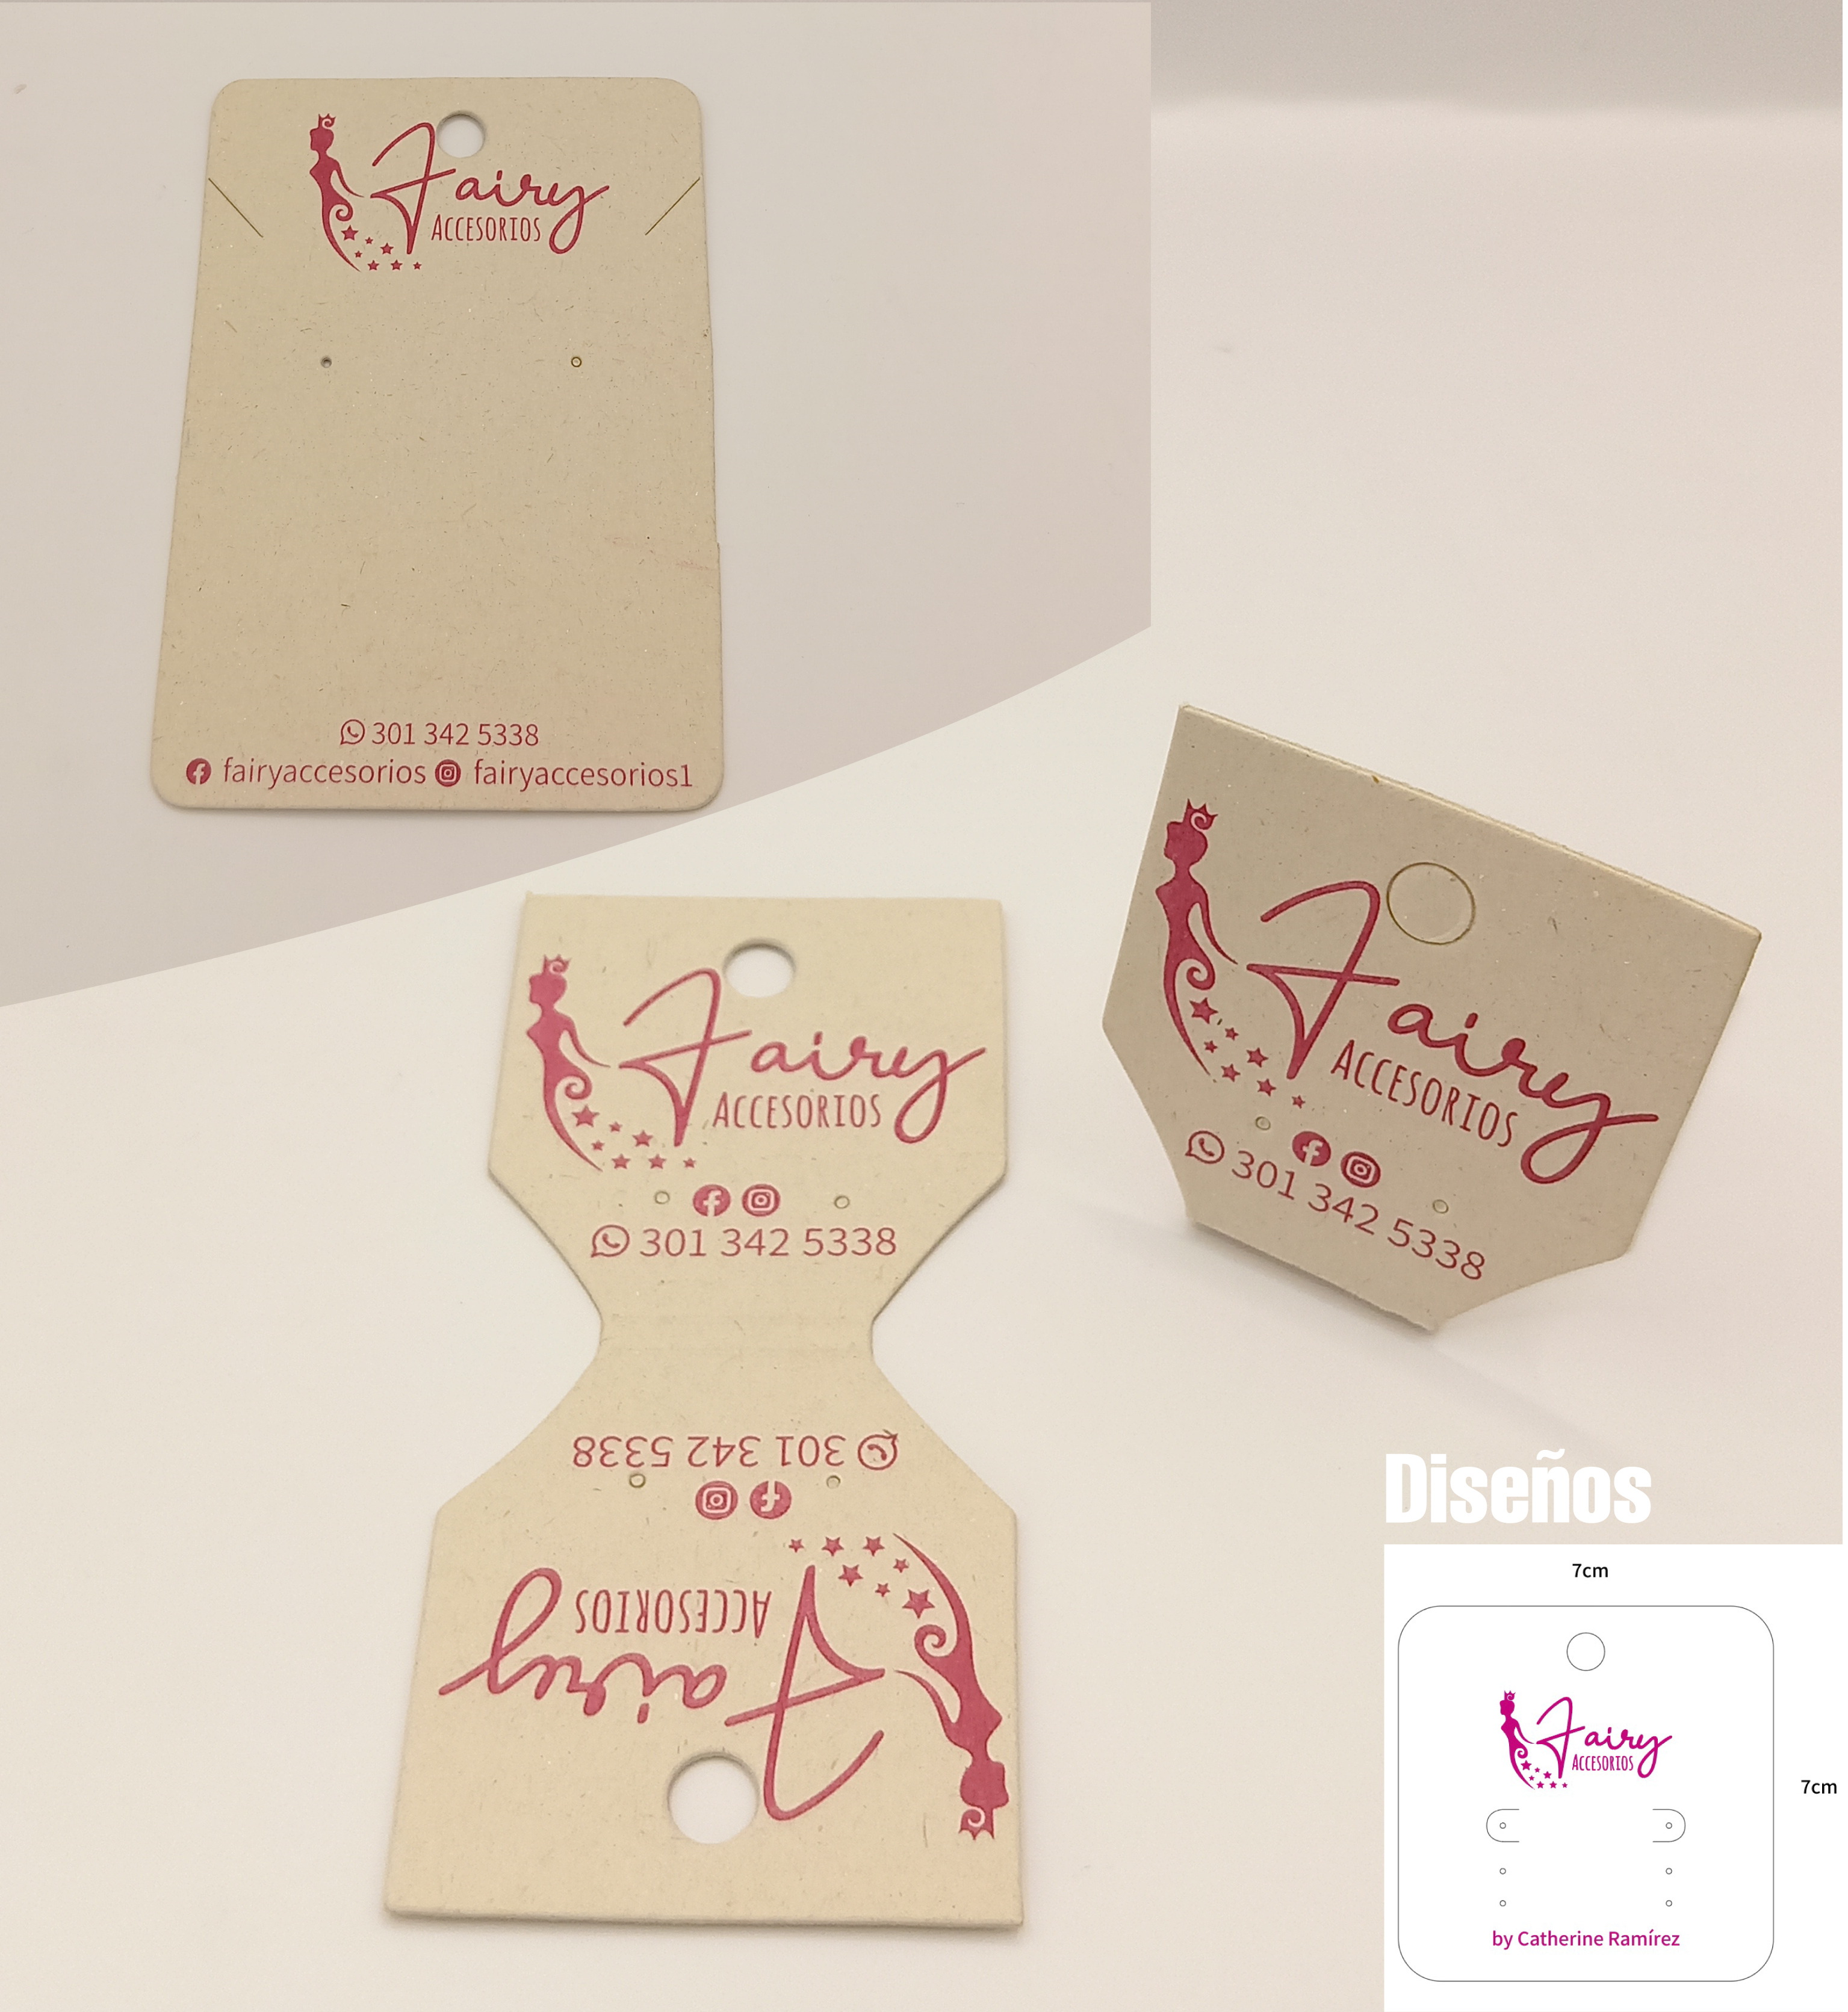 Fairy
ACCESORIOS
301 342 5338
fairyaccesorios fairyaccesorios1
Fairy
ACCESORIOS
301 342 5338
Fairy
ACCESORIOS
301 342 5338
301 342 5338
ACCESORIOS
Fairy
Diseños
7cm
Fairy
ACCESORIOS
7cm
by Catherine Ramírez